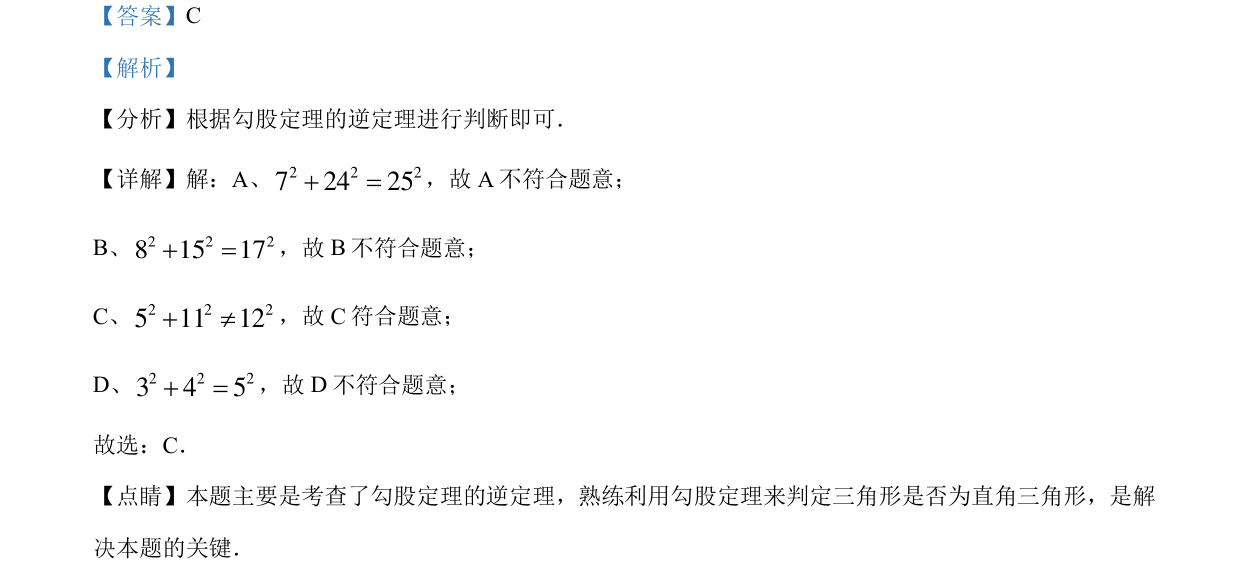 【答案】C
【解析】
【分析】根据勾股定理的逆定理进行判断即可．
【详解】解：A、7² + 24² = 25²，故 A 不符合题意；
B、8² +15² =17²，故 B 不符合题意；
C、5² +11² ≠12²，故 C 符合题意；
D、3² + 4² = 5²，故 D 不符合题意；
故选：C．
【点睛】本题主要是考查了勾股定理的逆定理，熟练利用勾股定理来判定三角形是否为直角三角形，是解
决本题的关键．